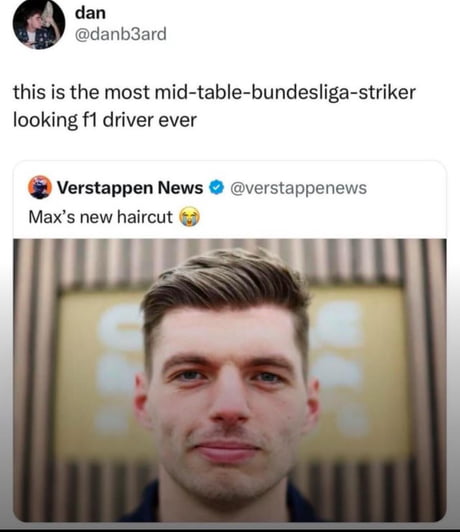 dan
@danb3ard
this is the most mid-table-bundesliga-striker
looking f1 driver ever
Verstappen News @verstappenews
Max's new haircut 😭